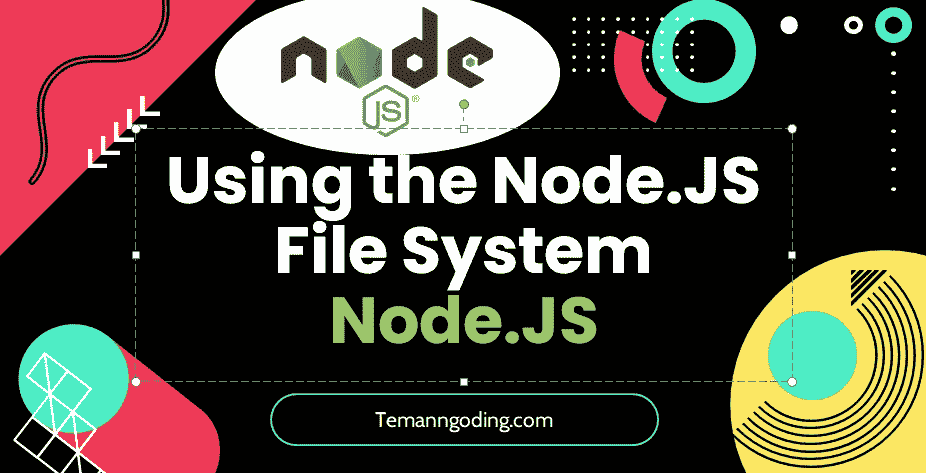 node
JS®
Using the Node.JS
File System
Node.JS
Temanngoding.com